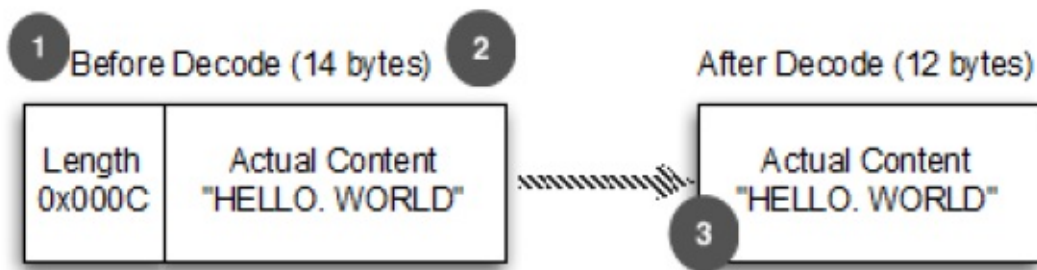 1 Before Decode (14 bytes) 2
After Decode (12 bytes)
Length
0x000C
Actual Content
"HELLO. WORLD"
Actual Content
"HELLO. WORLD"
3